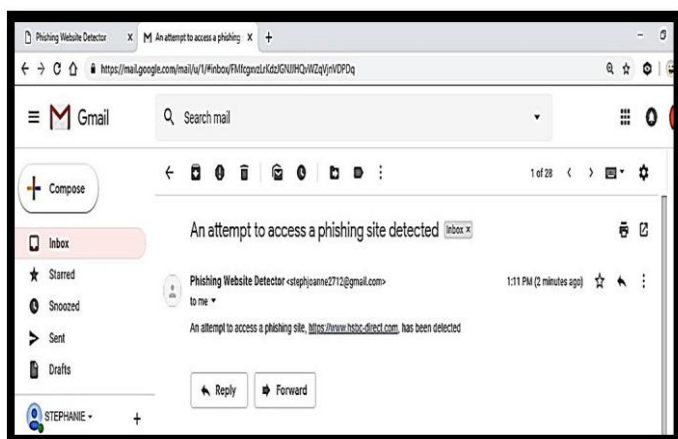 Phishing Website Detector x
An attempt to access a phishing x
+
https://mail.google.com/mail/u/1/#inbox/
Gmail
Search mail
Compose
1 of 28
An attempt to access a phishing site detected Inbox x
Inbox
Starred
Phishing Website Detector <stephjoanne2712@gmail.com>
1:11 PM (2 minutes ago)
to me
Snoozed
An attempt to access a phishing site, https://www.hsbc-direct.com, has been detected
Sent
Drafts
Reply
Forward
STEPHANIE
+